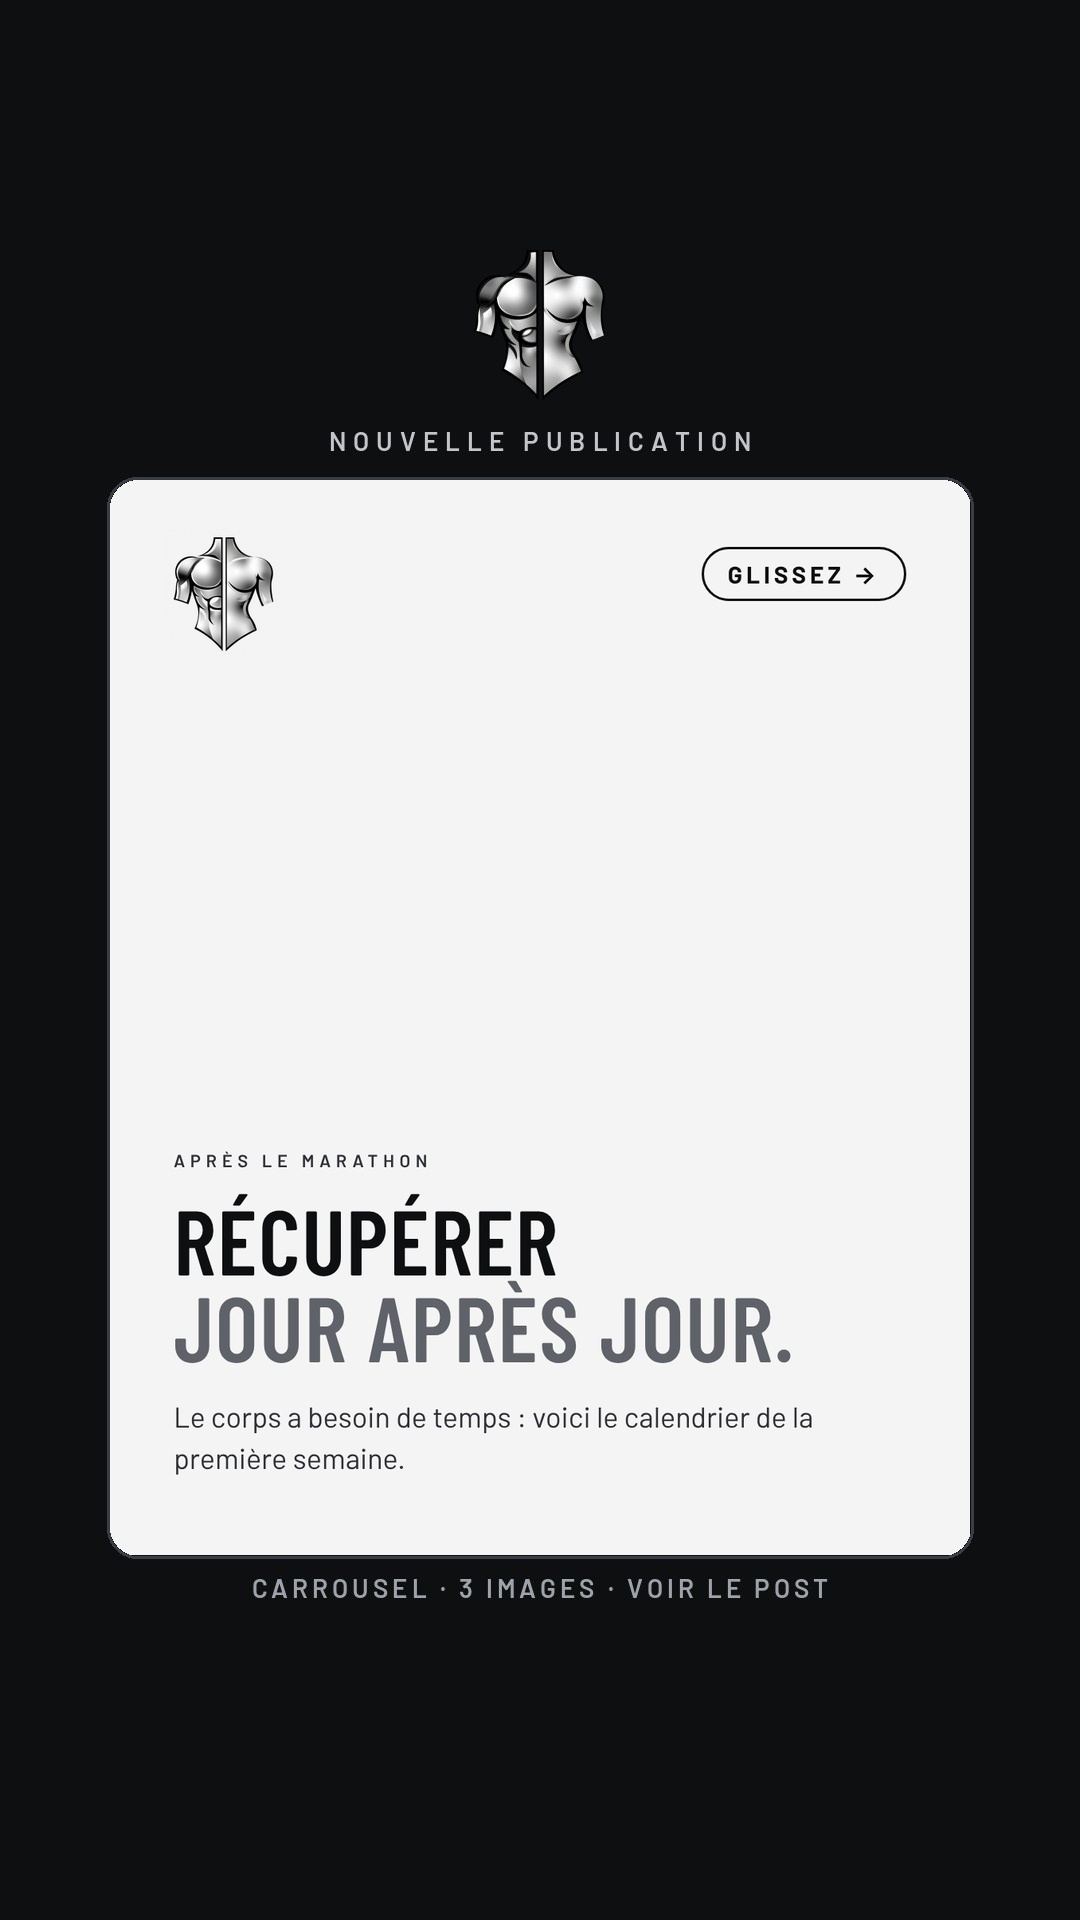 NOUVELLE PUBLICATION
GLISSEZ →
APRÈS LE MARATHON
RÉCUPÉRER
JOUR APRÈS JOUR.
Le corps a besoin de temps : voici le calendrier de la
première semaine.
CARROUSEL · 3 IMAGES · VOIR LE POST